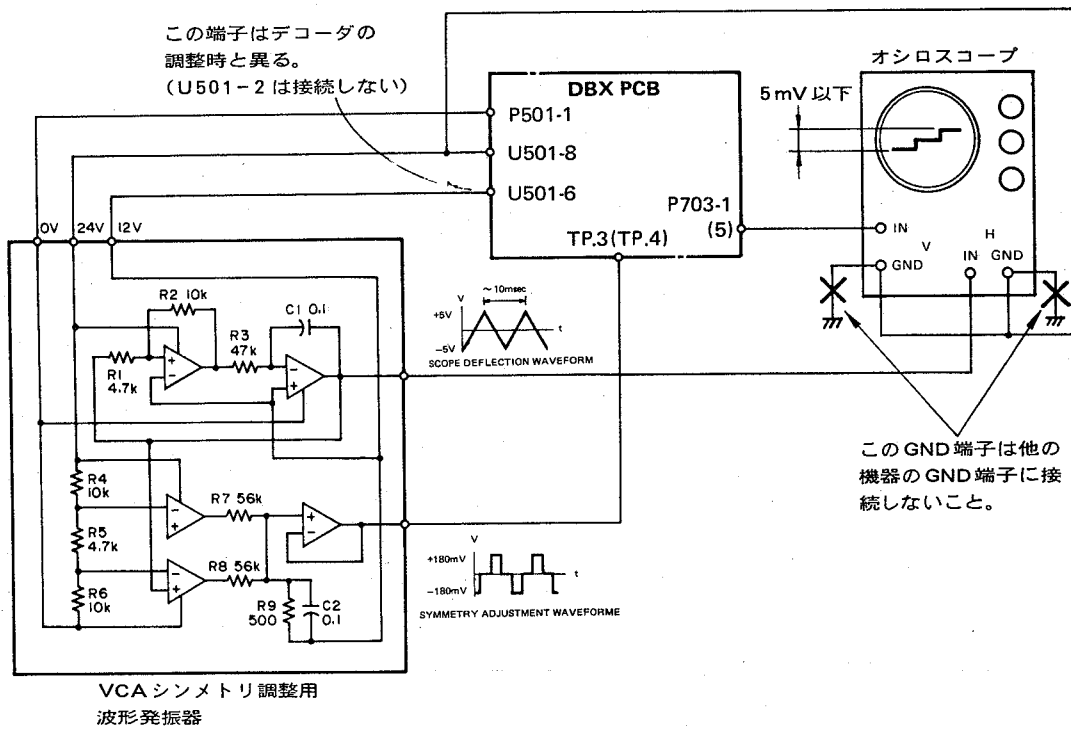 この端子はデコーダの
調整時と異る。
(U501-2は接続しない)
オシロスコープ
5mV以下
DBX PCB
P501-1
U501-8
U501-6
P703-1
(5)
TP.3(TP.4)
IN
V
H
GND
IN
GND
0V
24V
12V
R2 10k
C1 0.1
R3
47k
R1
4.7k
+
−
−
+
V
~10msec
+5V
t
−5V
SCOPE DEFLECTION WAVEFORM
このGND端子は他の
機器のGND端子に接
続しないこと。
R4
10k
R5
4.7k
R6
10k
−
+
R7 56k
−
+
R8 56k
+
−
R9
500
C2
0.1
V
+180mV
t
−180mV
SYMMETRY ADJUSTMENT WAVEFORME
VCAシンメトリ調整用
波形発振器